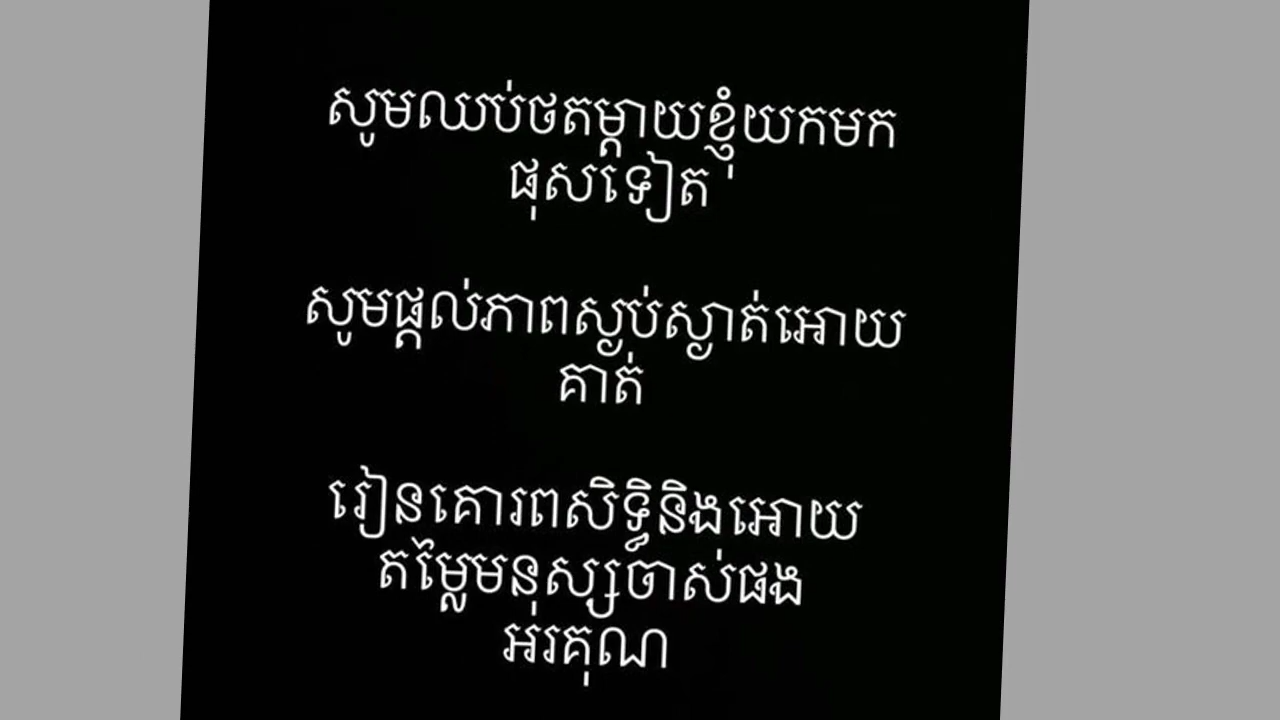 សូមឈប់ថតម្ដាយខ្ញុំយកមក
ផុសទៀត
សូមផ្ដល់ភាពស្ងប់ស្ងាត់អោយ
គាត់
រៀនគោរពសិទ្ធិនិងអោយ
តម្លៃមនុស្សចាស់ផង
អរគុណ